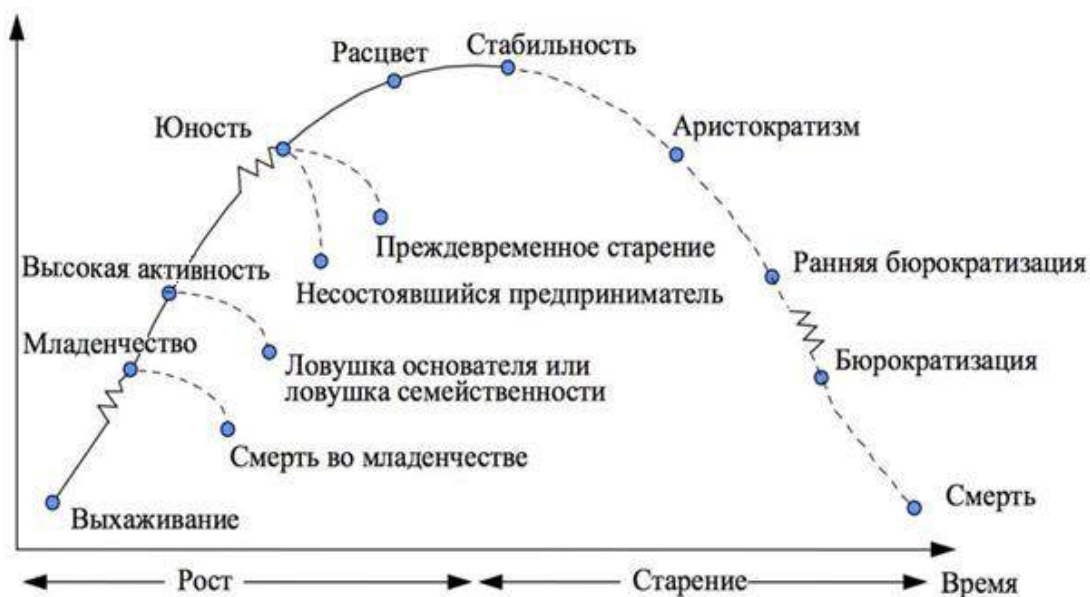 Расцвет
Стабильность
Юность
Аристократизм
Преждевременное старение
Высокая активность
Несостоявшийся предприниматель
Ранняя бюрократизация
Младенчество
Ловушка основателя или
ловушка семейственности
Бюрократизация
Смерть во младенчестве
Выхаживание
Смерть
Рост
Старение
Время